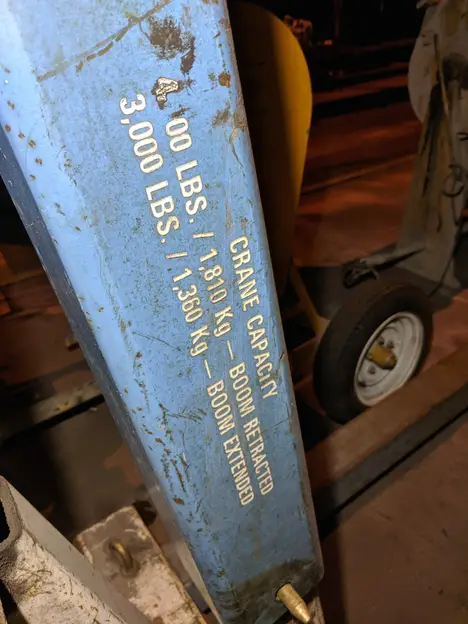 CRANE CAPACITY
4 00 LBS. / 1,810 Kg — BOOM RETRACTED
3,000 LBS. / 1,360 Kg — BOOM EXTENDED